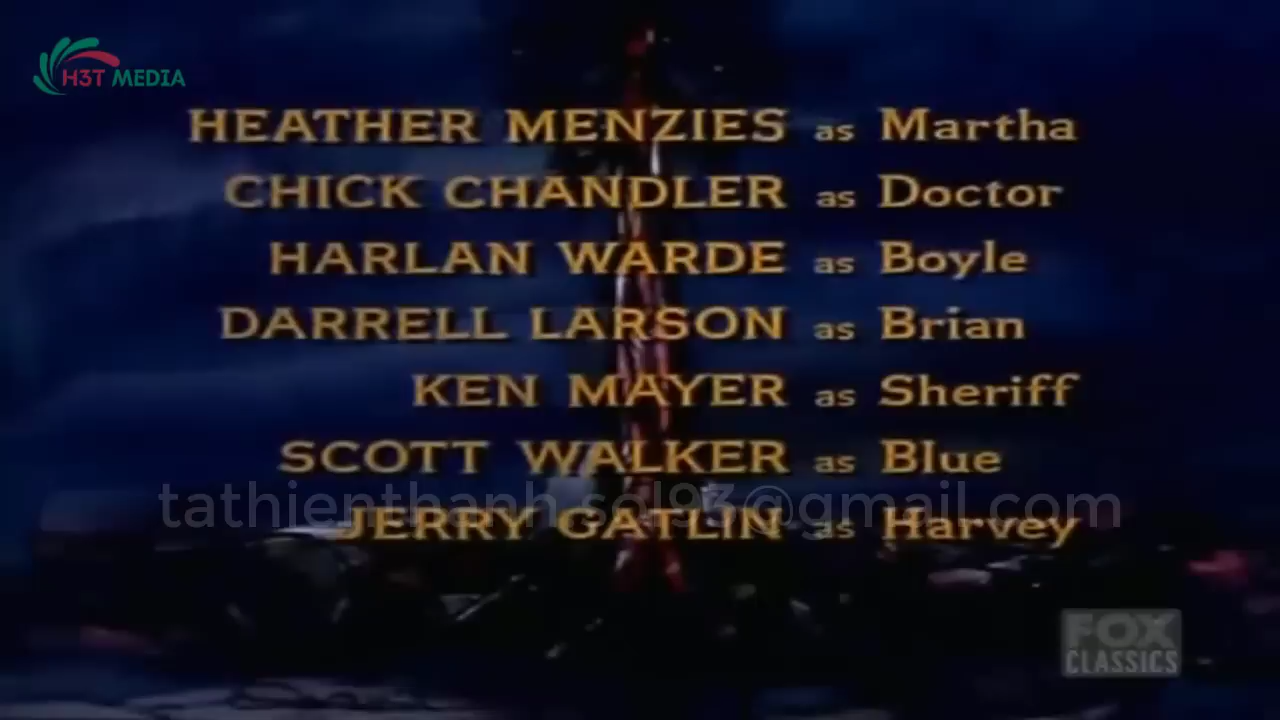 H3T MEDIA
HEATHER MENZIES as Martha
CHICK CHANDLER as Doctor
HARLAN WARDE as Boyle
DARRELL LARSON as Brian
KEN MAYER as Sheriff
SCOTT WALKER as Blue
tathienthanh.sol93@gmail.com
JERRY GATLIN as Harvey
FOX
CLASSICS